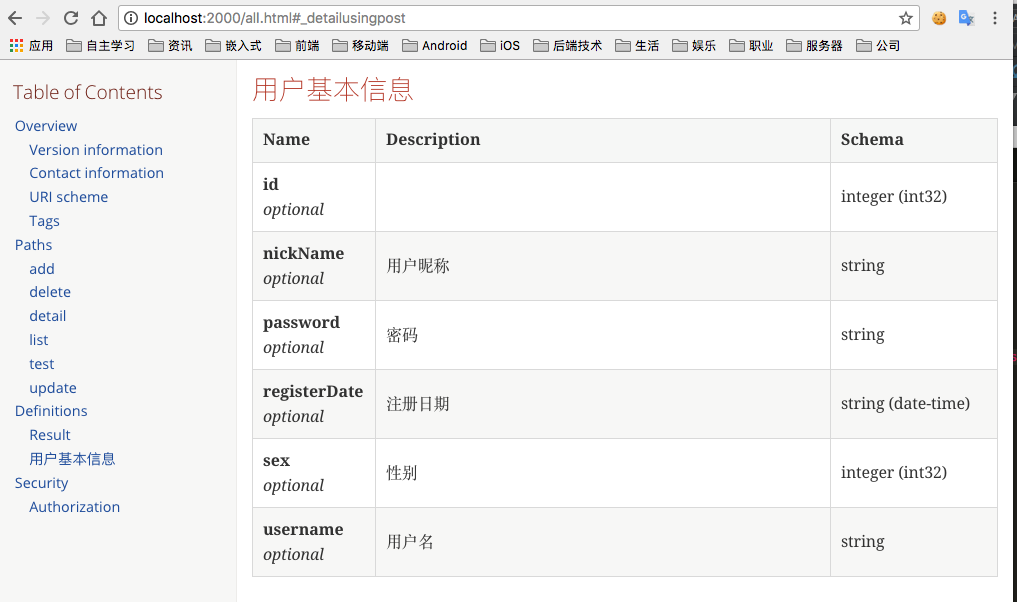 localhost:2000/all.html#_detailusingpost
应用 自主学习 资讯 嵌入式 前端 移动端 Android iOS 后端技术 生活 娱乐 职业 服务器 公司
Table of Contents
Overview
Version information
Contact information
URI scheme
Tags
Paths
add
delete
detail
list
test
update
Definitions
Result
用户基本信息
Security
Authorization
用户基本信息
Name Description Schema
id
optional
integer (int32)
nickName
optional
用户昵称
string
password
optional
密码
string
registerDate
optional
注册日期
string (date-time)
sex
optional
性别
integer (int32)
username
optional
用户名
string